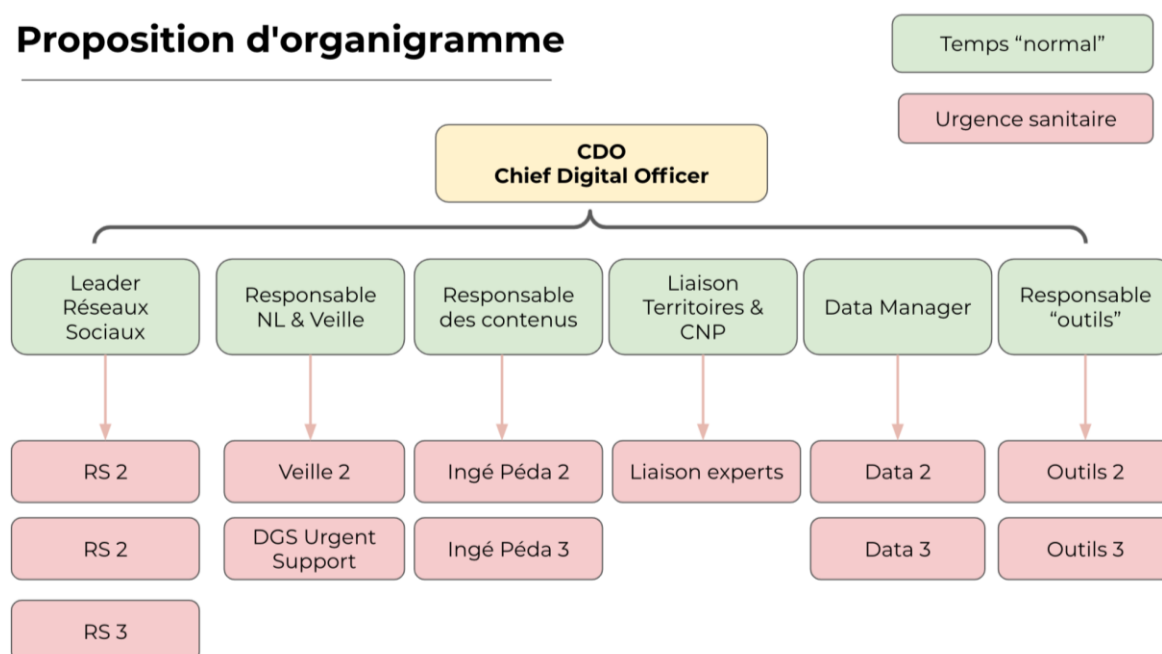 Proposition d'organigramme
Temps “normal”
Urgence sanitaire
CDO
Chief Digital Officer
Leader
Réseaux
Sociaux
Responsable
NL & Veille
Responsable
des contenus
Liaison
Territoires &
CNP
Data Manager
Responsable
“outils”
RS 2
Veille 2
Ingé Péda 2
Liaison experts
Data 2
Outils 2
RS 2
DGS Urgent
Support
Ingé Péda 3
Data 3
Outils 3
RS 3